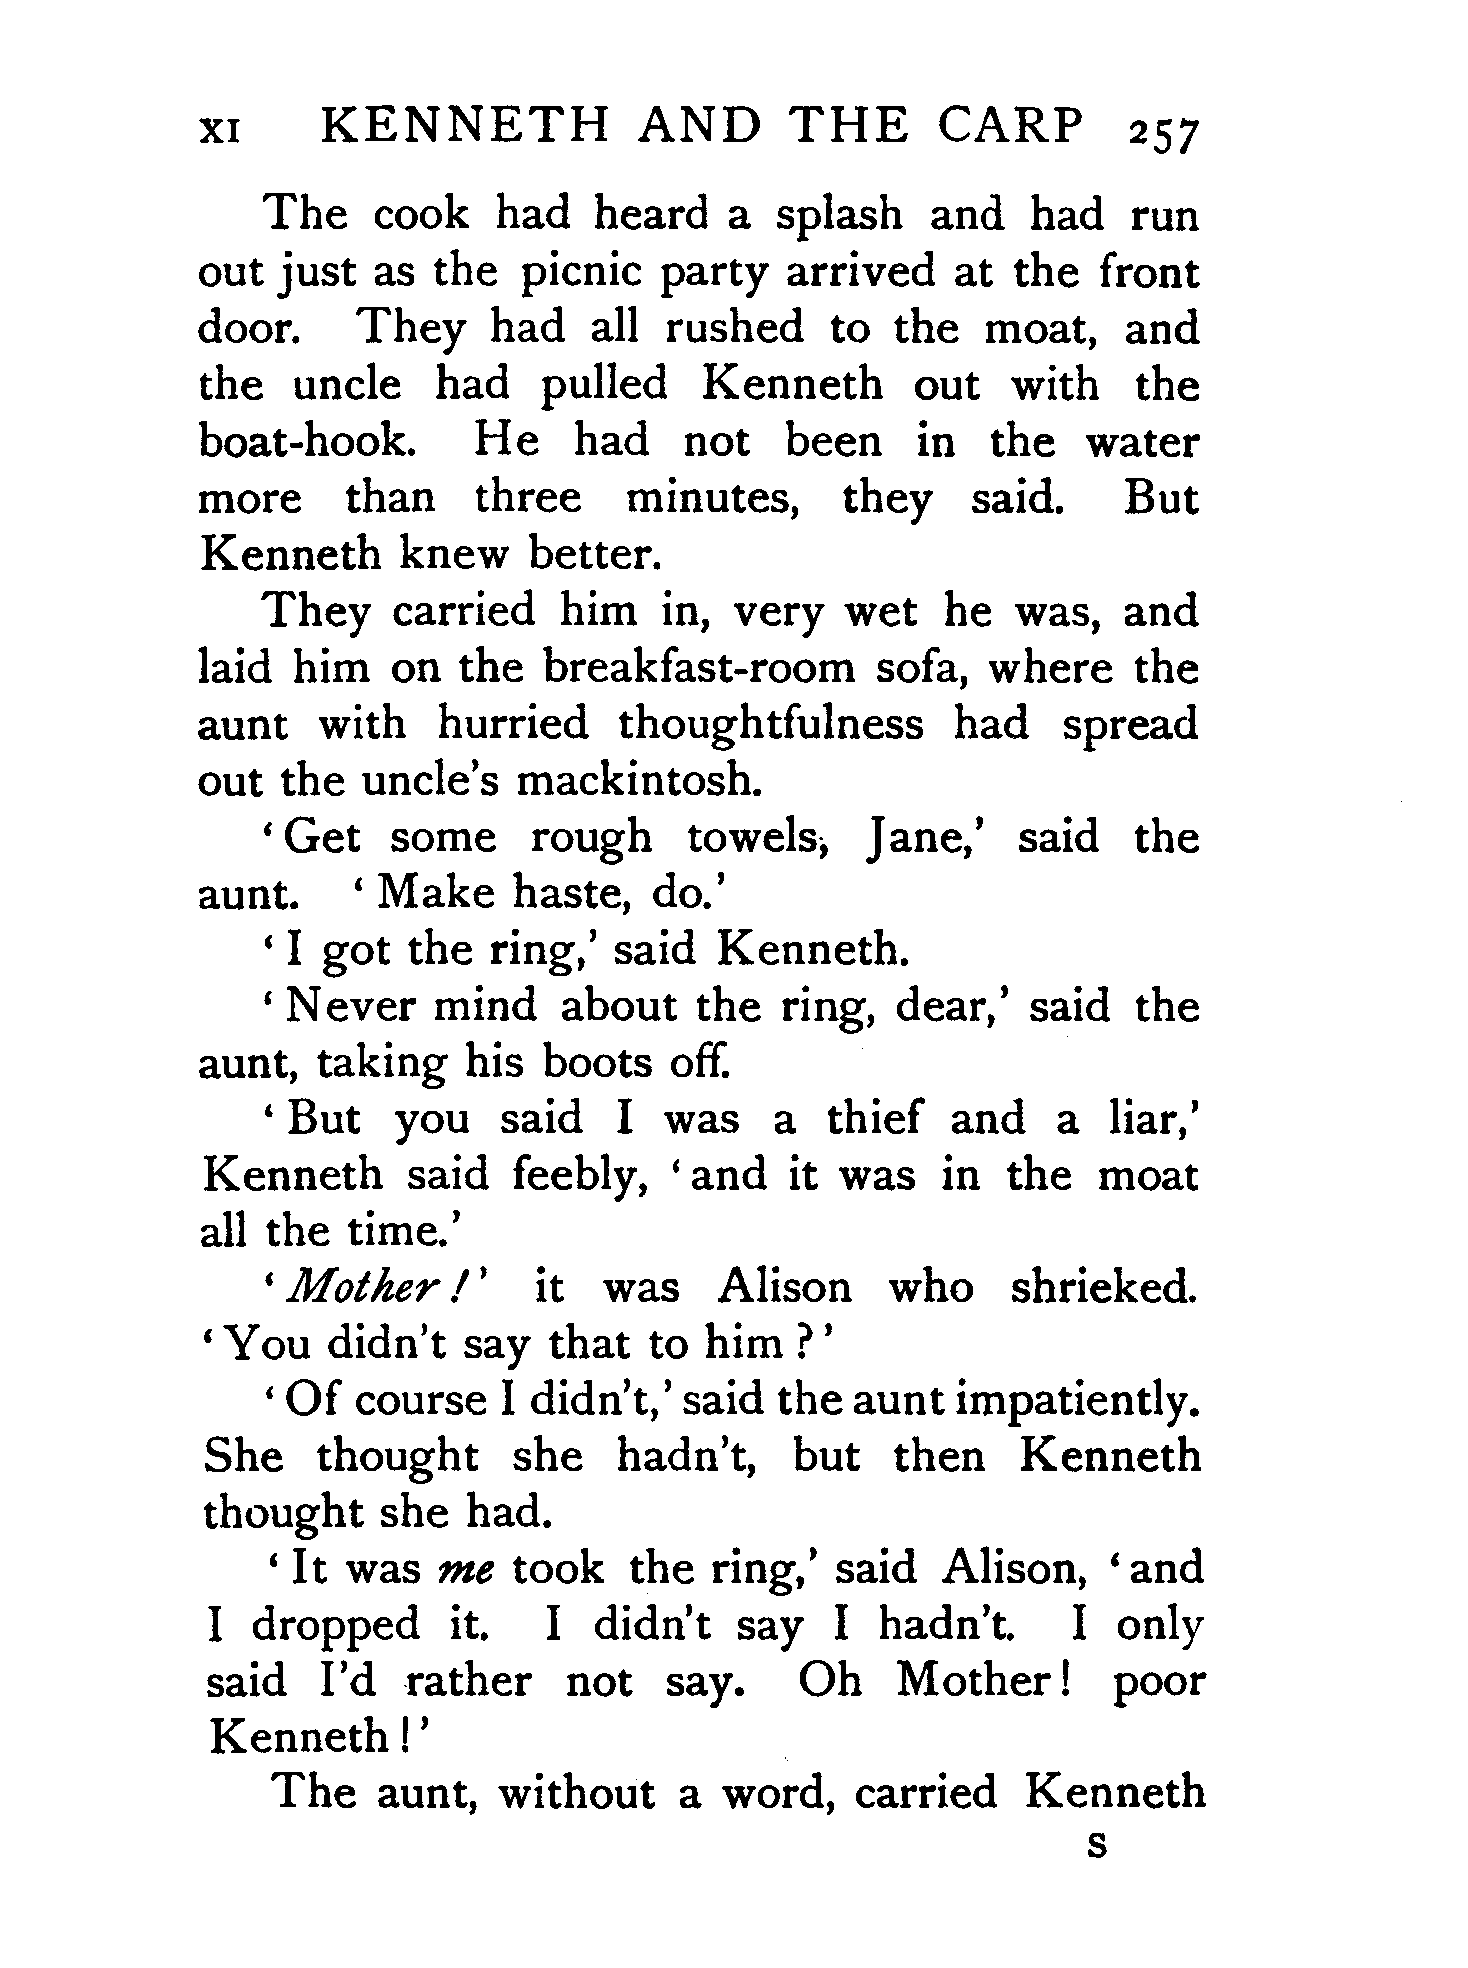 XI KENNETH AND THE CARP 257
The cook had heard a splash and had run
out just as the picnic party arrived at the front
door. They had all rushed to the moat, and
the uncle had pulled Kenneth out with the
boat-hook. He had not been in the water
more than three minutes, they said. But
Kenneth knew better.
They carried him in, very wet he was, and
laid him on the breakfast-room sofa, where the
aunt with hurried thoughtfulness had spread
out the uncle's mackintosh.
‘Get some rough towels, Jane,’ said the
aunt. ‘Make haste, do.’
‘I got the ring,’ said Kenneth.
‘Never mind about the ring, dear,’ said the
aunt, taking his boots off.
‘But you said I was a thief and a liar,’
Kenneth said feebly, ‘and it was in the moat
all the time.’
‘Mother!’ it was Alison who shrieked.
‘You didn't say that to him?’
‘Of course I didn't,’ said the aunt impatiently.
She thought she hadn't, but then Kenneth
thought she had.
‘It was me took the ring,’ said Alison, ‘and
I dropped it. I didn't say I hadn't. I only
said I'd rather not say. Oh Mother! poor
Kenneth!’
The aunt, without a word, carried Kenneth
S